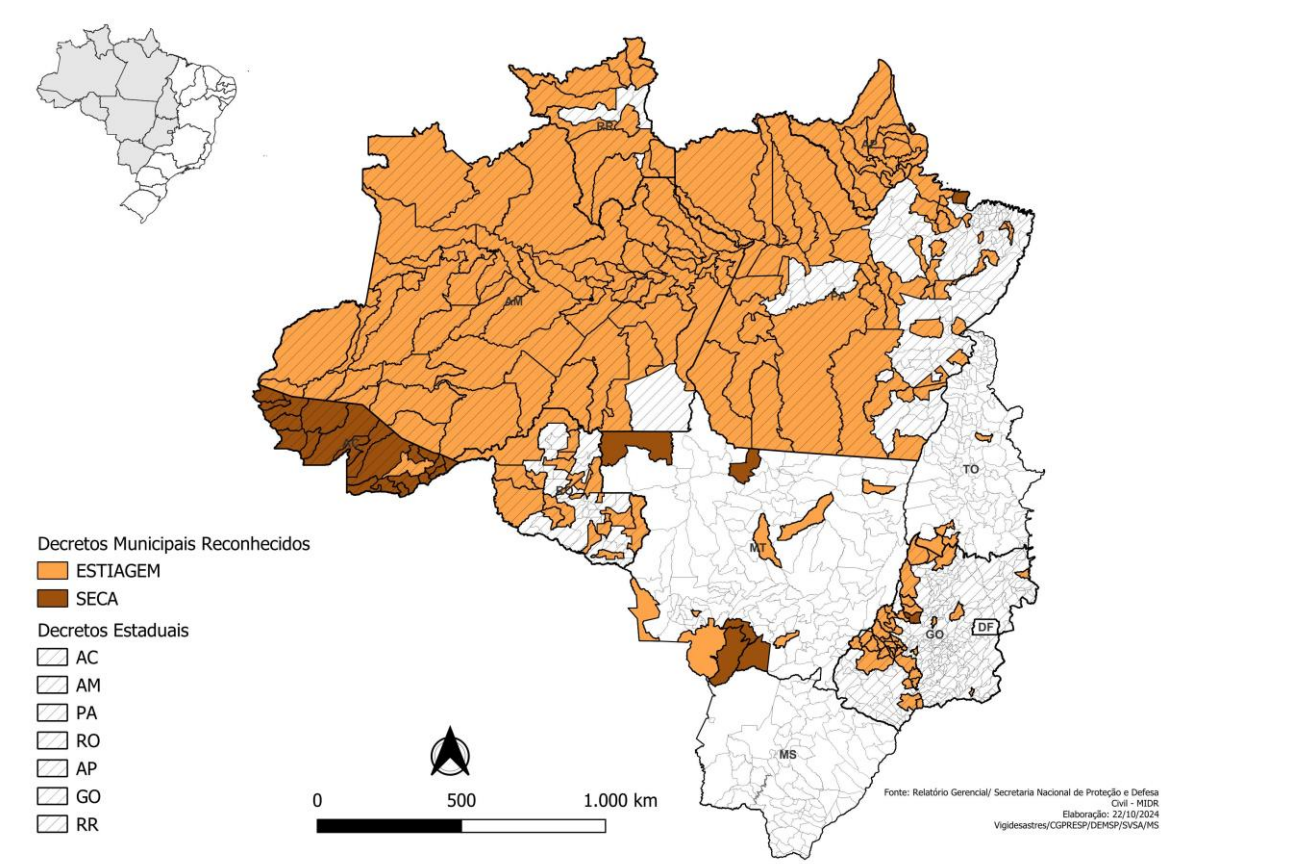 RR
AP
AM
PA
AC
RO
TO
MT
GO
DF
MS
Decretos Municipais Reconhecidos
ESTIAGEM
SECA
Decretos Estaduais
AC
AM
PA
RO
AP
GO
RR
0 500 1.000 km
Fonte: Relatório Gerencial/ Secretaria Nacional de Proteção e Defesa
Civil - MIDR
Elaboração: 22/10/2024
Vigidesastres/CGPRESP/DEMSP/SVSA/MS